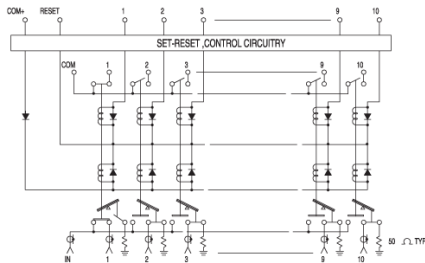 COM+ RESET 1 2 3 9 10
SET-RESET ,CONTROL CIRCUITRY
COM 1 2 3 9 10
50 Ω TYP
IN 1 2 3 9 10